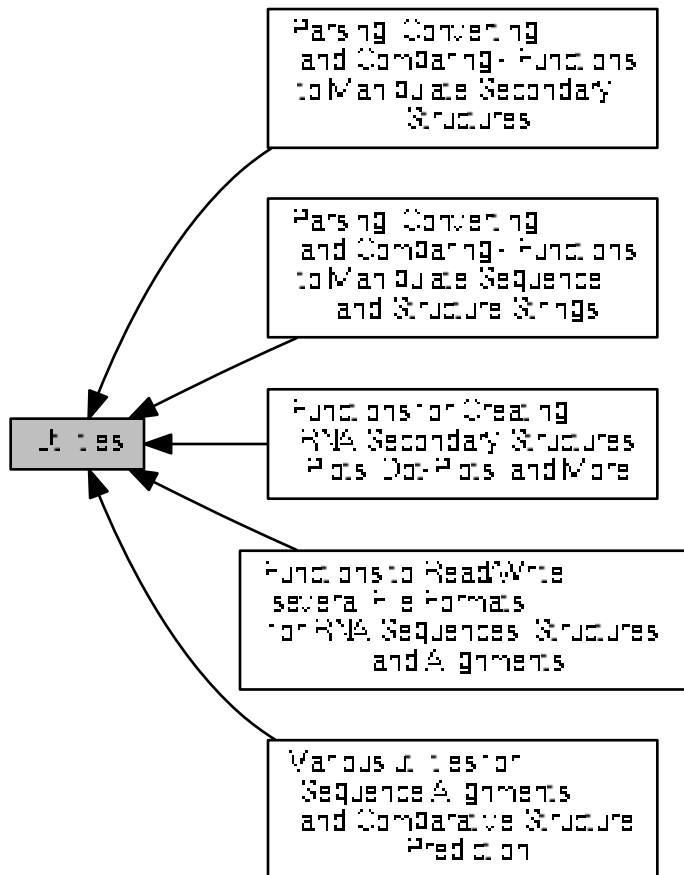 Parsing, Converting
and Comparing - Functions
to Manipulate Secondary
Structures
Parsing, Converting
and Comparing - Functions
to Manipulate Sequence
and Structure Strings
Utilities
Functions for Creating
RNA Secondary Structures
Plots, Dot-Plots, and More
Functions to Read/Write
several File Formats
for RNA Sequences, Structures,
and Alignments
Various utilities for
Sequence Alignments,
and Comparative Structure
Prediction